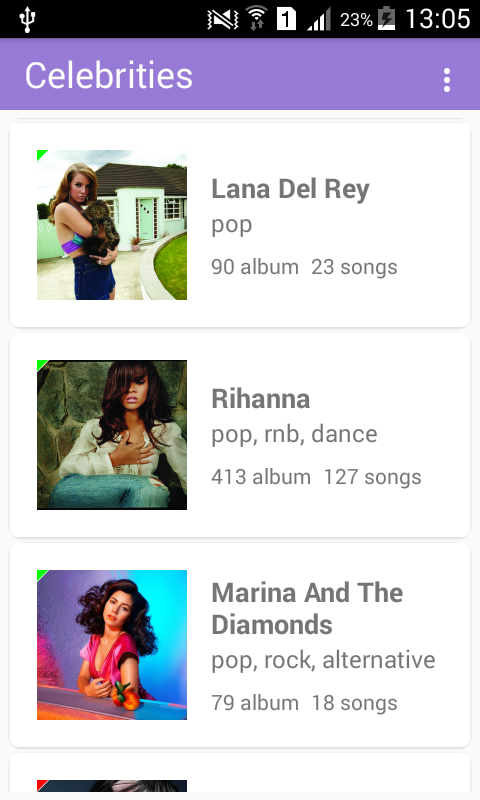 1 23% 13:05
Celebrities
Lana Del Rey
pop
90 album 23 songs
Rihanna
pop, rnb, dance
413 album 127 songs
Marina And The
Diamonds
pop, rock, alternative
79 album 18 songs